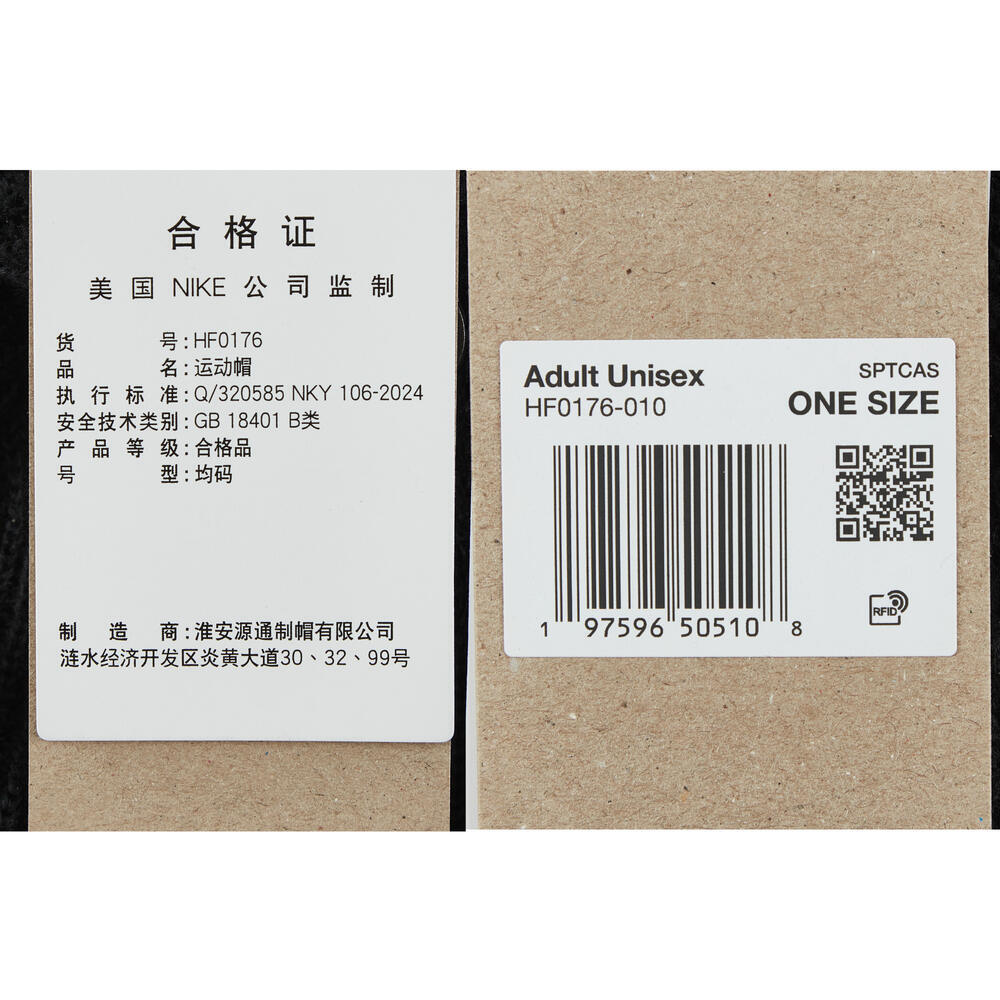 合格证
美国 NIKE 公司监制
货号:HF0176
品名:运动帽
执行标准:Q/320585 NKY 106-2024
安全技术类别:GB 18401 B类
产品等级:合格品
号型:均码
制造商:淮安源通制帽有限公司
涟水经济开发区炎黄大道30、32、99号
Adult Unisex
HF0176-010
SPTCAS
ONE SIZE
1 97596 50510 8
RFID